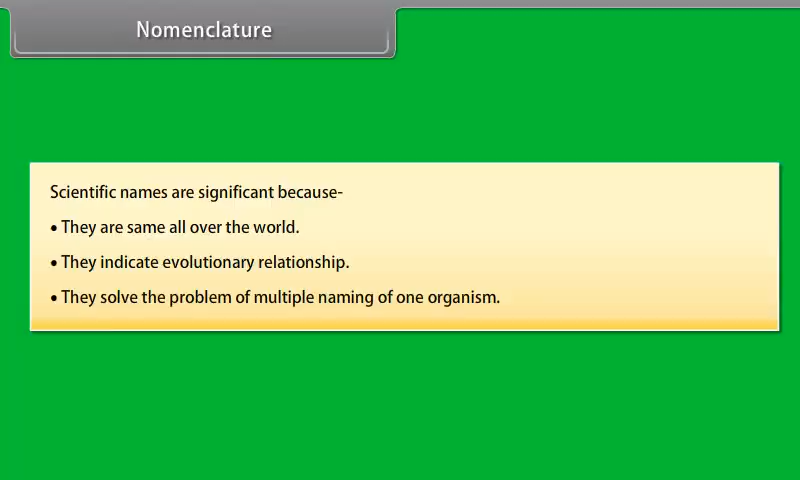 Nomenclature
Scientific names are significant because-
• They are same all over the world.
• They indicate evolutionary relationship.
• They solve the problem of multiple naming of one organism.